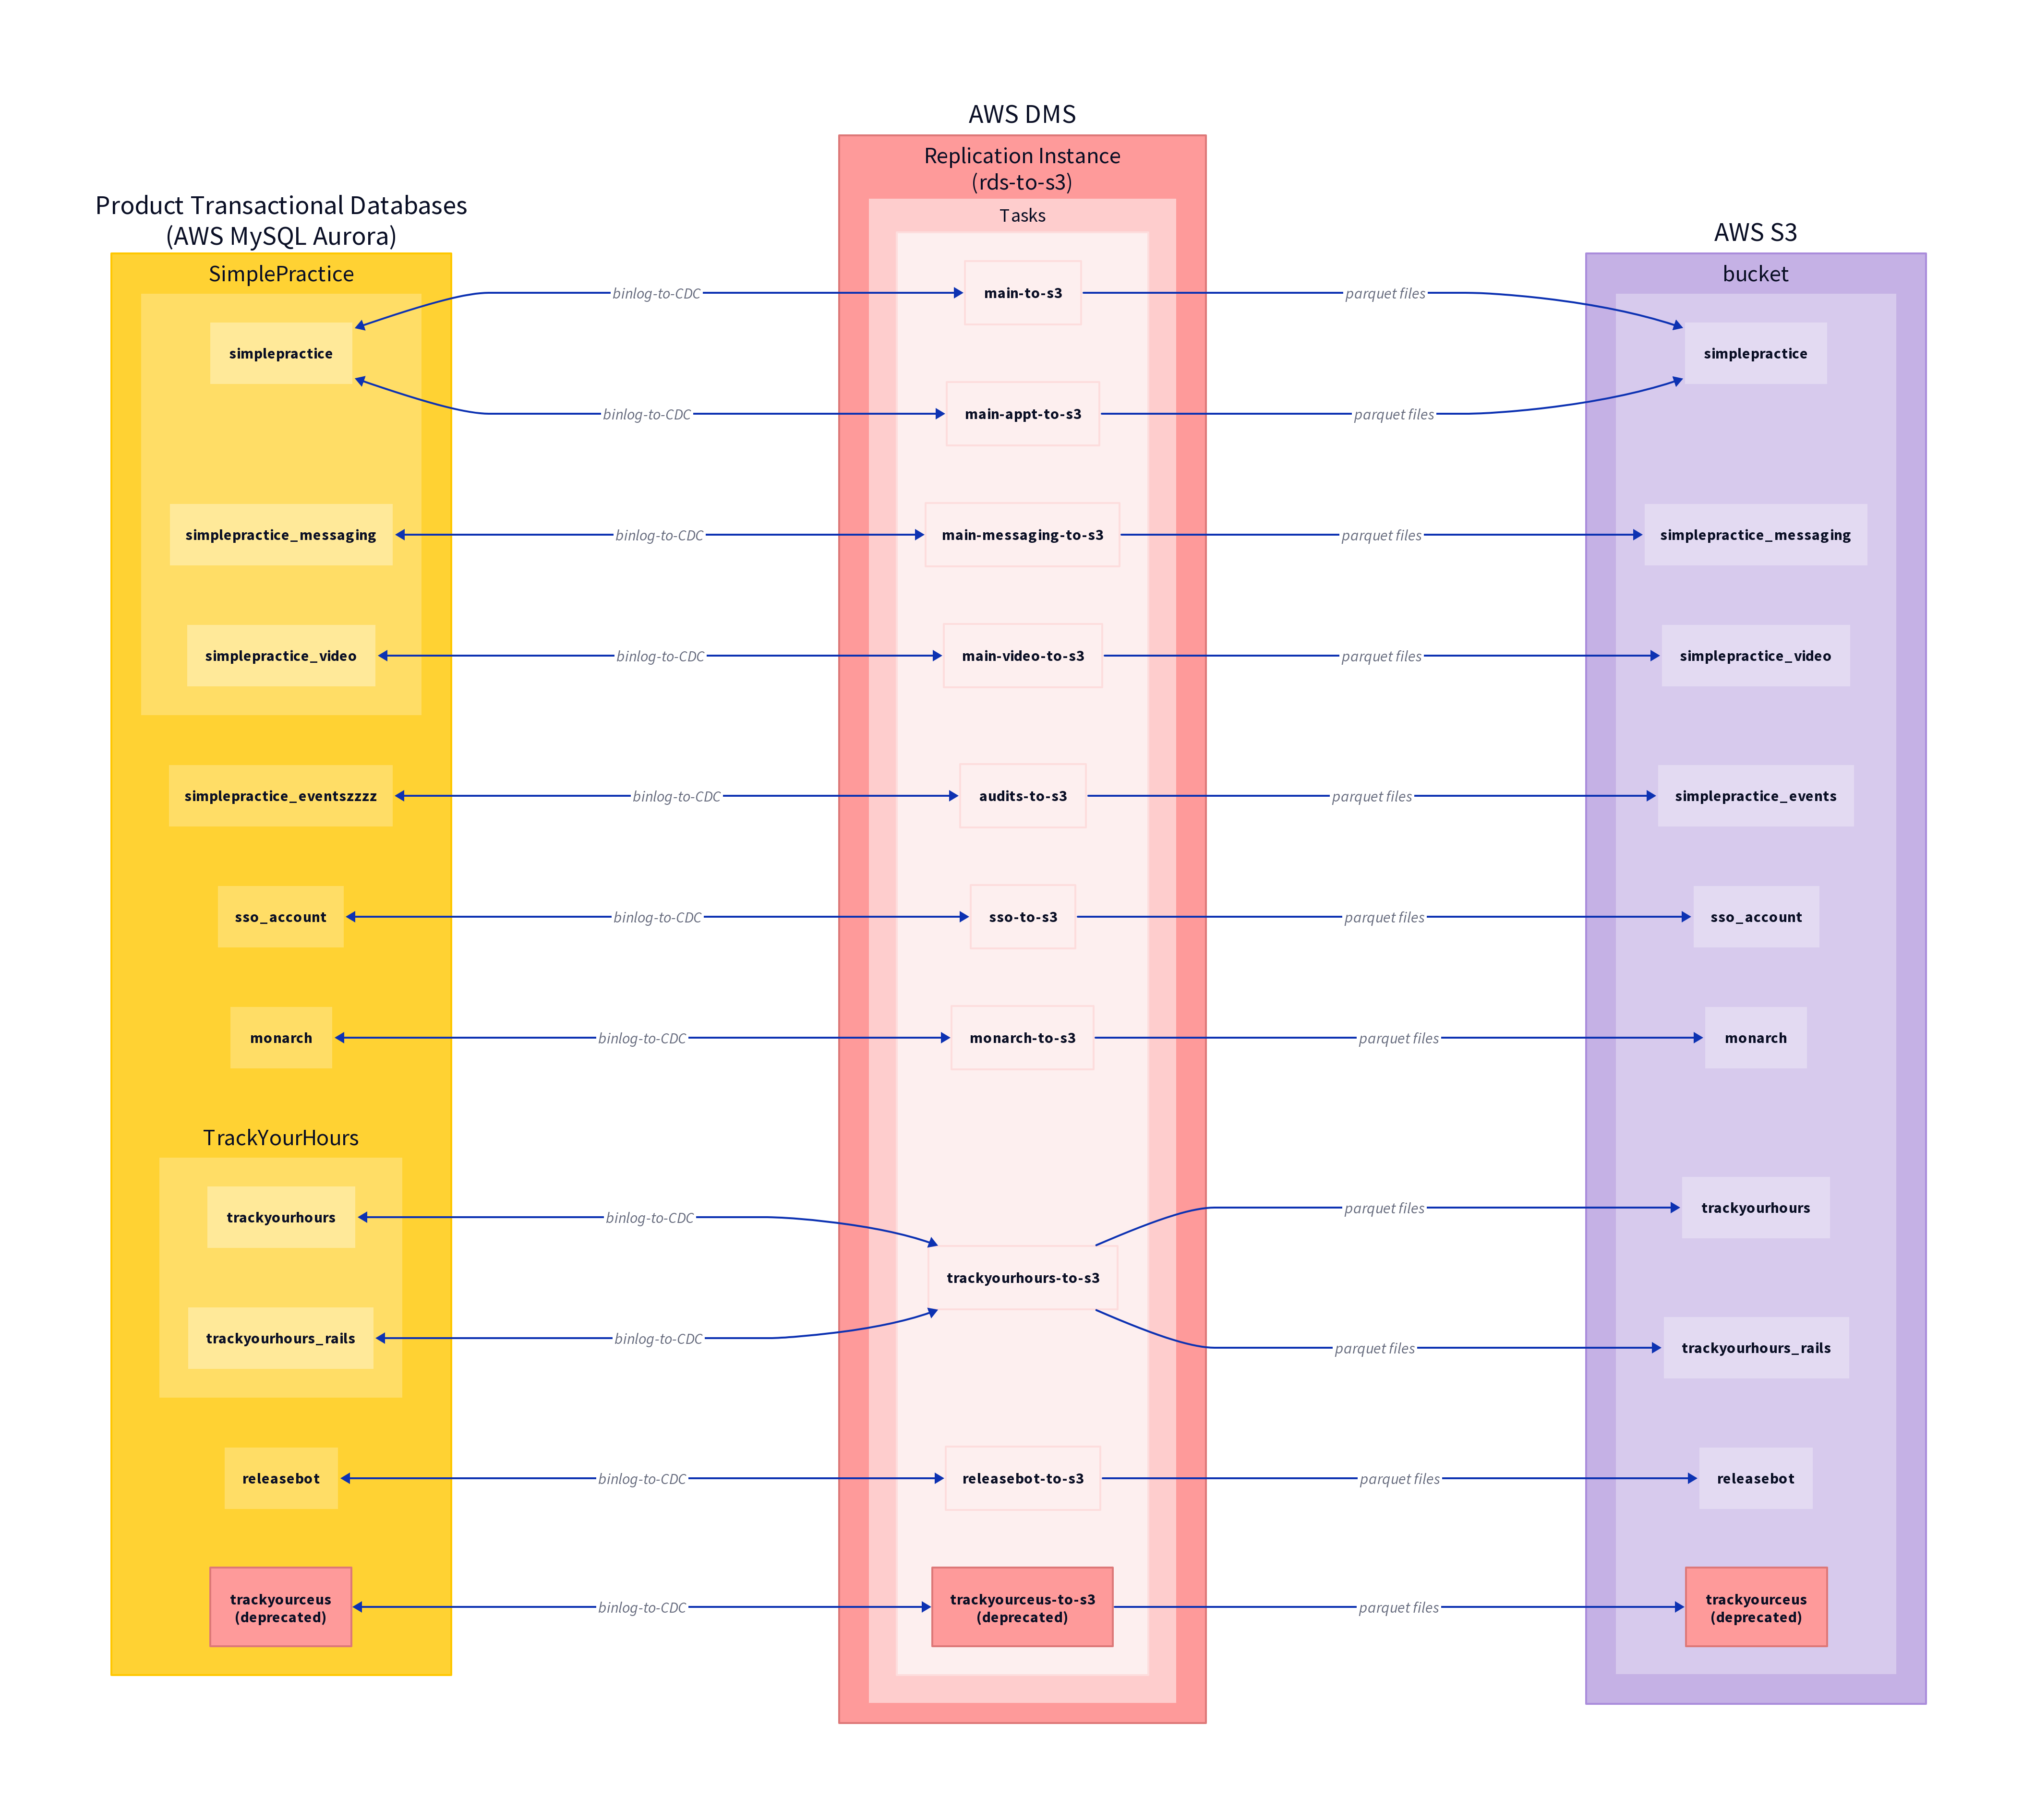 AWS DMS
Replication Instance
(rds-to-s3)
Tasks
Product Transactional Databases
(AWS MySQL Aurora)
AWS S3
SimplePractice
bucket
simplepractice
binlog-to-CDC
main-to-s3
parquet files
simplepractice
binlog-to-CDC
main-appt-to-s3
parquet files
simplepractice_messaging
binlog-to-CDC
main-messaging-to-s3
parquet files
simplepractice_messaging
simplepractice_video
binlog-to-CDC
main-video-to-s3
parquet files
simplepractice_video
simplepractice_eventszzzz
binlog-to-CDC
audits-to-s3
parquet files
simplepractice_events
sso_account
binlog-to-CDC
sso-to-s3
parquet files
sso_account
monarch
binlog-to-CDC
monarch-to-s3
parquet files
monarch
TrackYourHours
trackyourhours
binlog-to-CDC
parquet files
trackyourhours
trackyourhours-to-s3
trackyourhours_rails
binlog-to-CDC
parquet files
trackyourhours_rails
releasebot
binlog-to-CDC
releasebot-to-s3
parquet files
releasebot
trackyourceus
(deprecated)
binlog-to-CDC
trackyourceus-to-s3
(deprecated)
parquet files
trackyourceus
(deprecated)